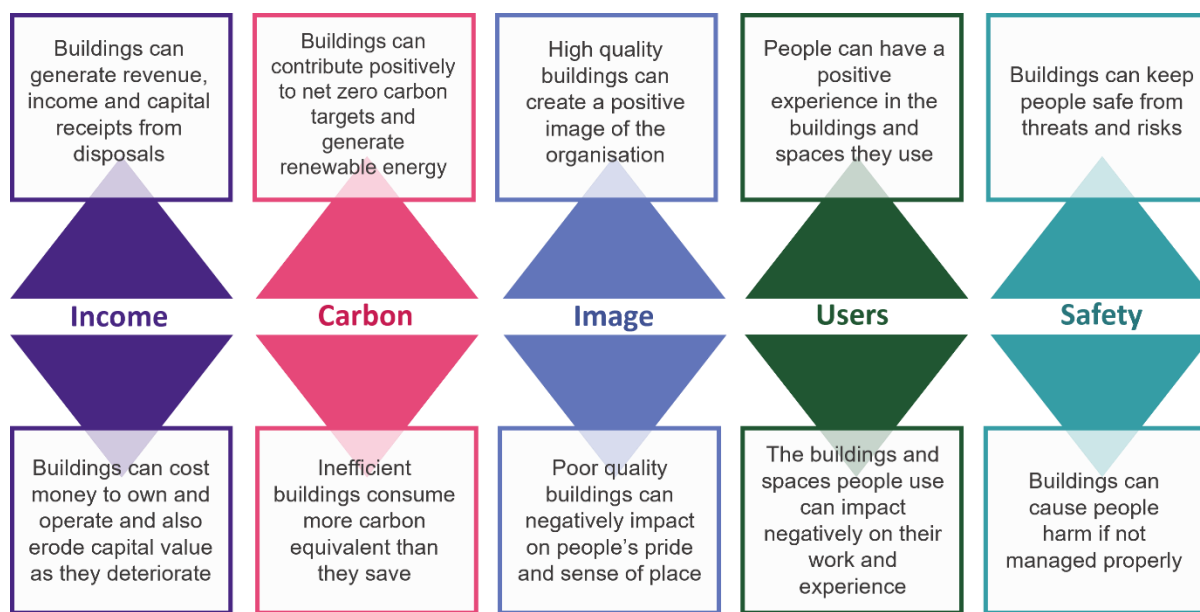 Buildings can
generate revenue,
income and capital
receipts from
disposals
Buildings can
contribute positively
to net zero carbon
targets and
generate
renewable energy
High quality
buildings can
create a positive
image of the
organisation
People can have a
positive
experience in the
buildings and
spaces they use
Buildings can keep
people safe from
threats and risks
Income
Carbon
Image
Users
Safety
Buildings can cost
money to own and
operate and also
erode capital value
as they deteriorate
Inefficient
buildings consume
more carbon
equivalent than
they save
Poor quality
buildings can
negatively impact
on people’s pride
and sense of place
The buildings and
spaces people use
can impact
negatively on their
work and
experience
Buildings can
cause people
harm if not
managed properly